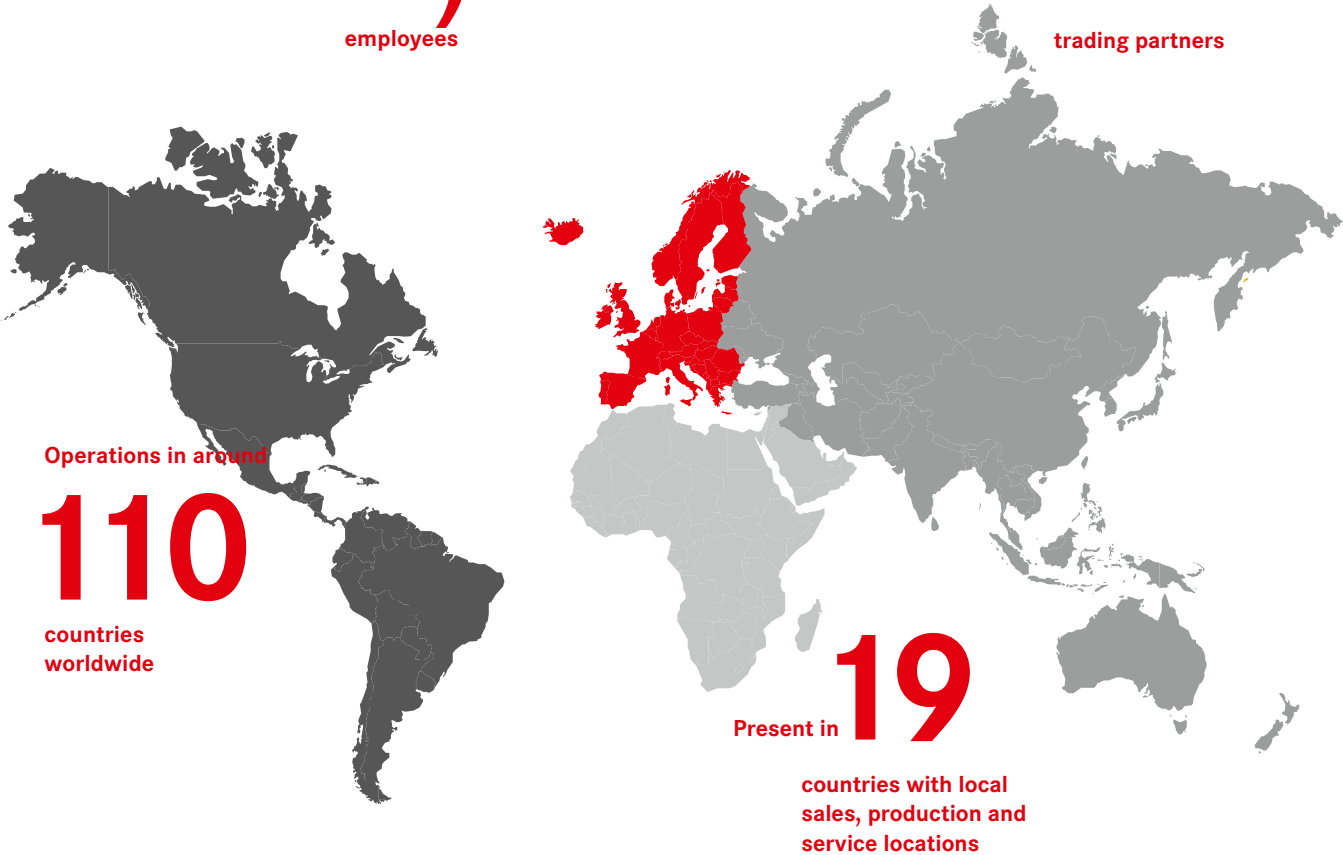 employees
trading partners
Operations in around
110
countries
worldwide
Present in 19
countries with local
sales, production and
service locations